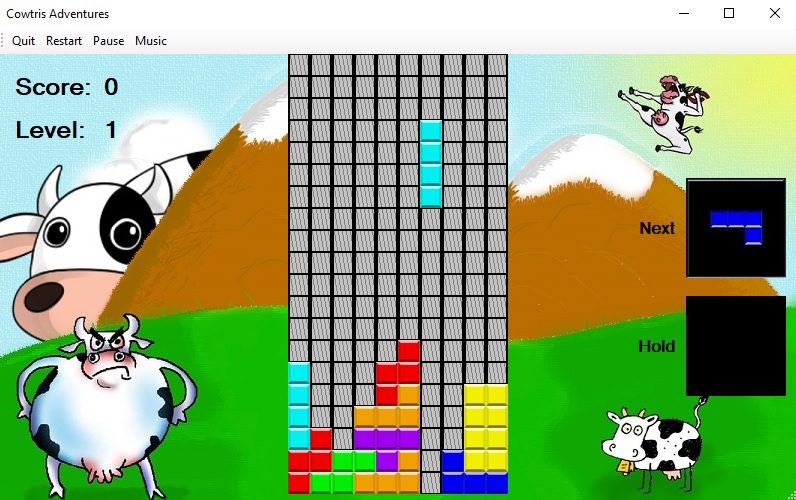 Cowtris Adventures
Quit Restart Pause Music
Score: 0
Level: 1
Next
Hold